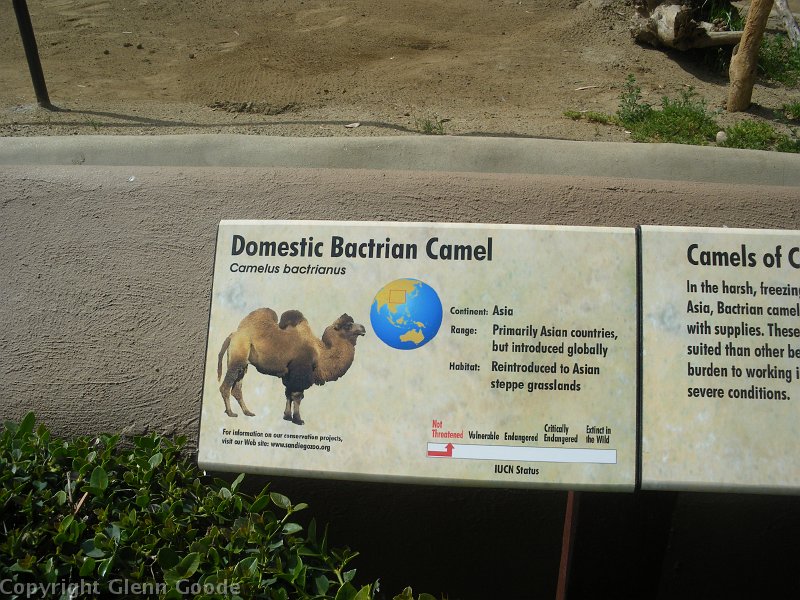 Domestic Bactrian Camel
Camelus bactrianus
Continent: Asia
Range: Primarily Asian countries,
but introduced globally
Habitat: Reintroduced to Asian
steppe grasslands
For information on our conservation projects,
visit our Web site: www.sandiegozoo.org
Not
Threatened Vulnerable Endangered Critically
Endangered Extinct in
the Wild
IUCN Status
Camels of C
In the harsh, freezing
Asia, Bactrian camel
with supplies. These
suited than other be
burden to working i
severe conditions.
Copyright Glenn Goode